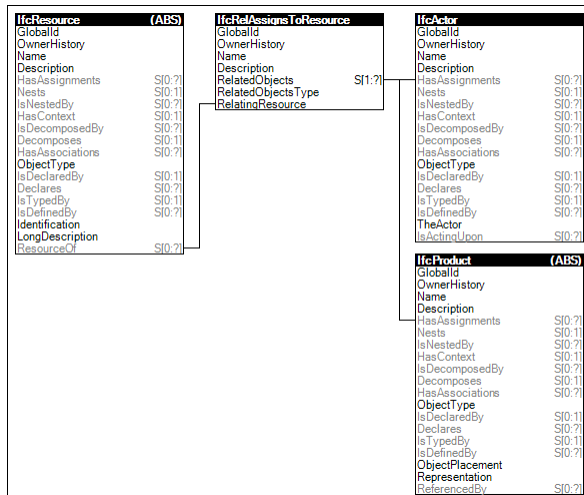 IfcResource (ABS)
GlobalId
OwnerHistory
Name
Description
HasAssignments S[0:?]
Nests S[0:1]
IsNestedBy S[0:?]
HasContext S[0:1]
IsDecomposedBy S[0:?]
Decomposes S[0:1]
HasAssociations S[0:?]
ObjectType
IsDeclaredBy S[0:1]
Declares S[0:?]
IsTypedBy S[0:1]
IsDefinedBy S[0:?]
Identification
LongDescription
ResourceOf S[0:?]
IfcRelAssignsToResource
GlobalId
OwnerHistory
Name
Description
RelatedObjects S[1:?]
RelatedObjectsType
RelatingResource
IfcActor
GlobalId
OwnerHistory
Name
Description
HasAssignments S[0:?]
Nests S[0:1]
IsNestedBy S[0:?]
HasContext S[0:1]
IsDecomposedBy S[0:?]
Decomposes S[0:1]
HasAssociations S[0:?]
ObjectType
IsDeclaredBy S[0:1]
Declares S[0:?]
IsTypedBy S[0:1]
IsDefinedBy S[0:?]
TheActor
IsActingUpon S[0:?]
IfcProduct (ABS)
GlobalId
OwnerHistory
Name
Description
HasAssignments S[0:?]
Nests S[0:1]
IsNestedBy S[0:?]
HasContext S[0:1]
IsDecomposedBy S[0:?]
Decomposes S[0:1]
HasAssociations S[0:?]
ObjectType
IsDeclaredBy S[0:1]
Declares S[0:?]
IsTypedBy S[0:1]
IsDefinedBy S[0:?]
ObjectPlacement
Representation
ReferencedBy S[0:?]